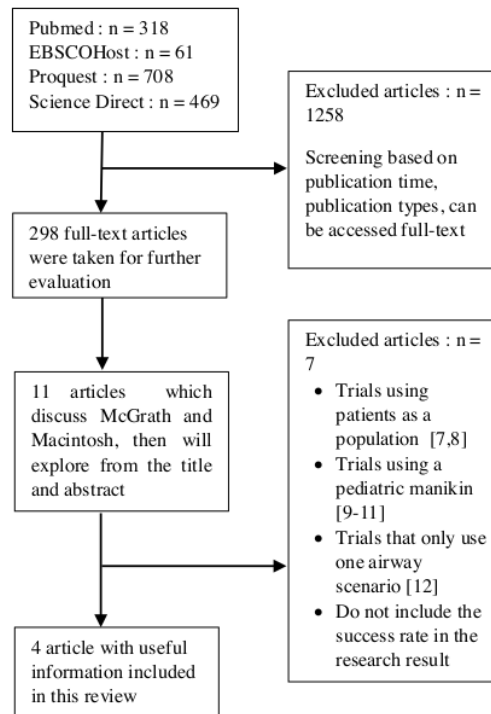 Pubmed : n = 318
EBSCOHost : n = 61
Proquest : n = 708
Science Direct : n = 469
Excluded articles : n =
1258
Screening based on
publication time,
publication types, can
be accessed full-text
298 full-text articles
were taken for further
evaluation
11 articles which
discuss McGrath and
Macintosh, then will
explore from the title
and abstract
Excluded articles : n =
7
• Trials using
patients as a
population [7,8]
• Trials using a
pediatric manikin
[9-11]
• Trials that only use
one airway
scenario [12]
• Do not include the
success rate in the
research result
4 article with useful
information included
in this review